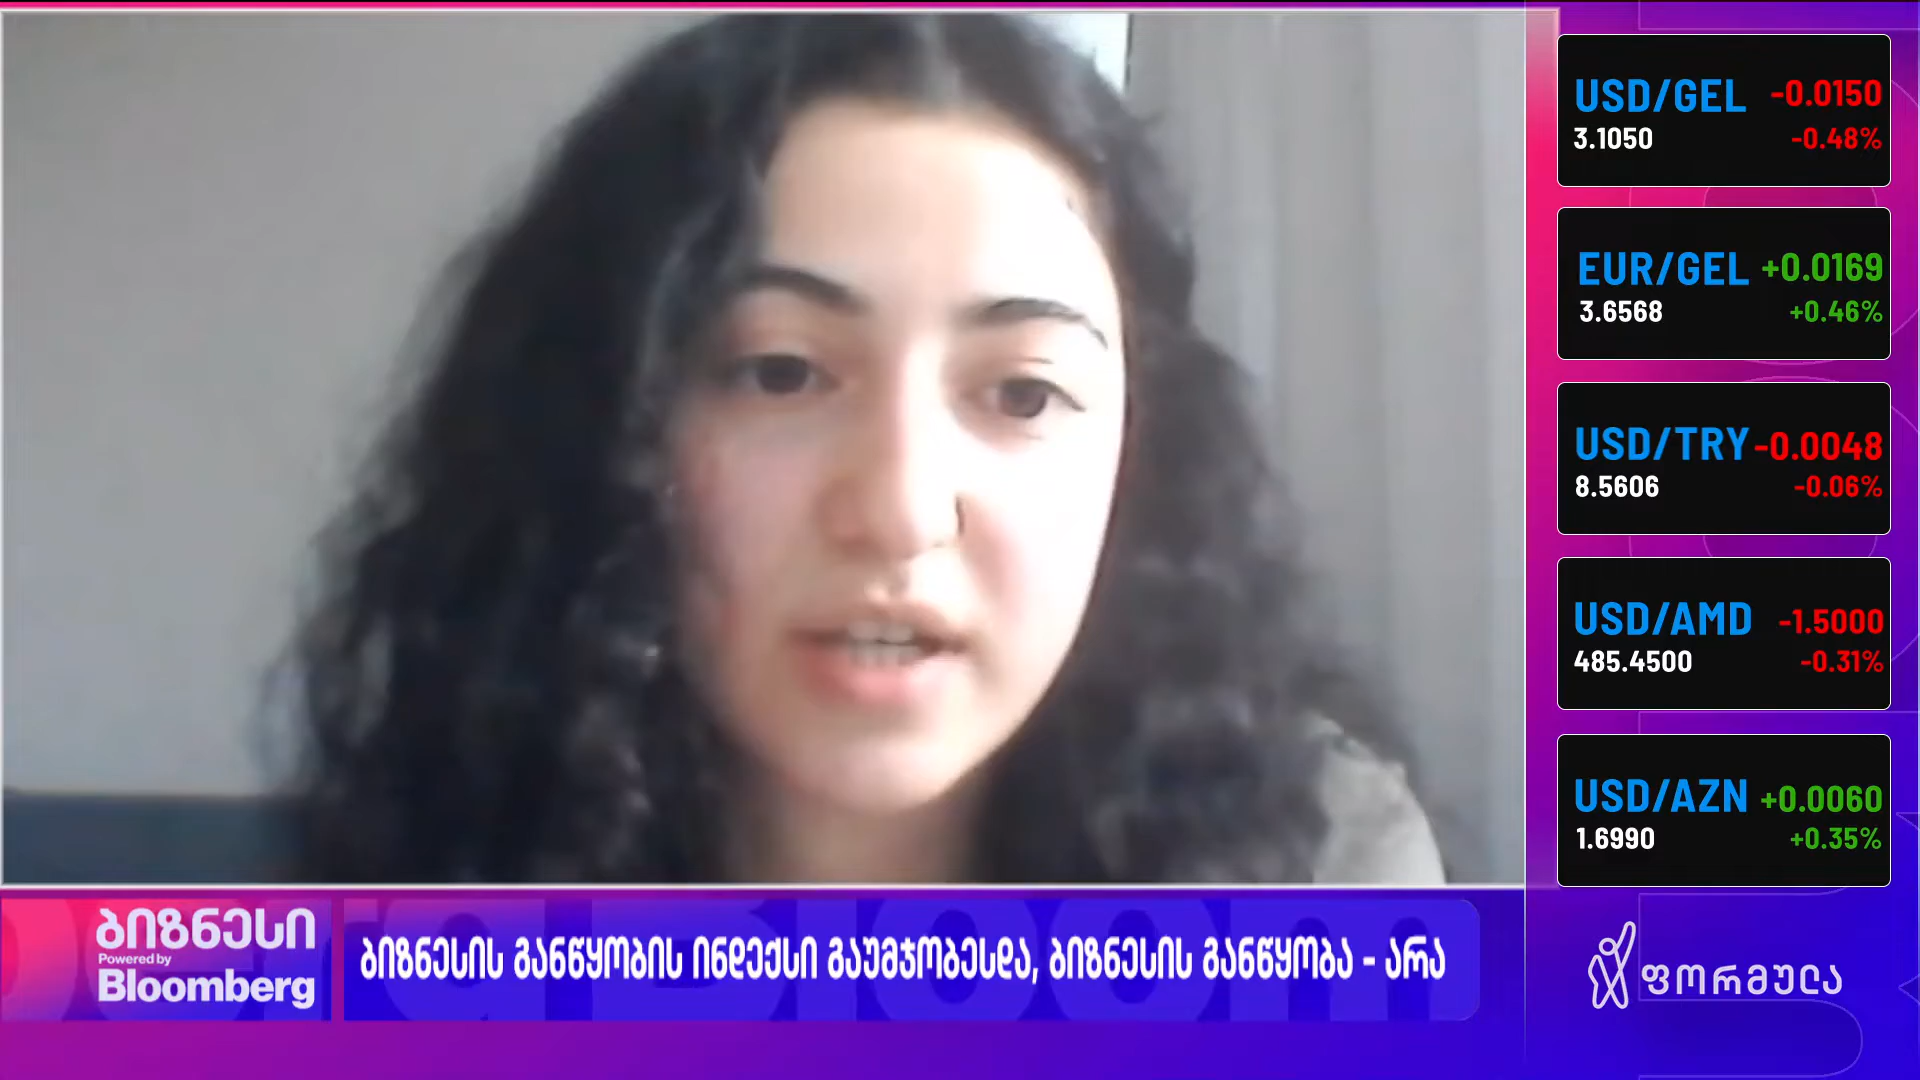 USD/GEL -0.0150
3.1050 -0.48%
EUR/GEL +0.0169
3.6568 +0.46%
USD/TRY -0.0048
8.5606 -0.06%
USD/AMD -1.5000
485.4500 -0.31%
USD/AZN +0.0060
1.6990 +0.35%
ბიზნესი
Powered by
Bloomberg
ბიზნესის განწყობის ინდექსი გაუმჯობესდა, ბიზნესის განწყობა - არა
ფორმულა